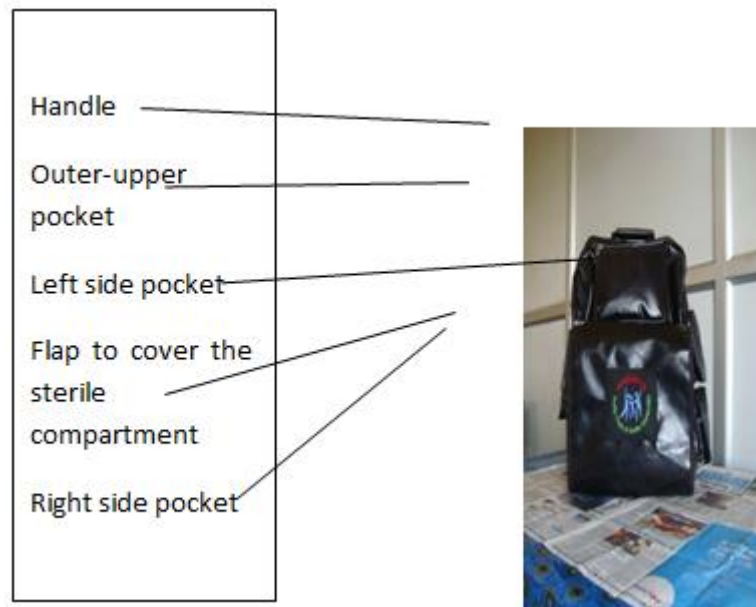 Handle
Outer-upper
pocket
Left side pocket
Flap to cover the
sterile
compartment
Right side pocket